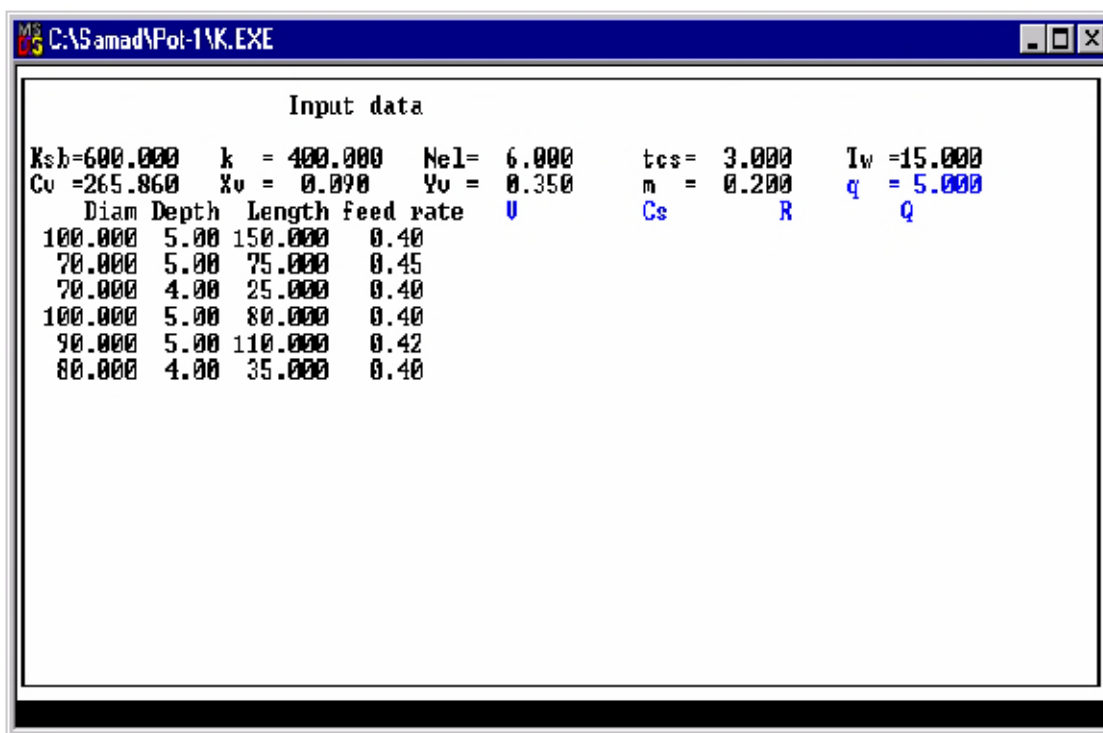 C:\Samad\Pot-1\K.EXE
Input data
Ksb=600.000 k = 400.000 Nel= 6.000 tcs= 3.000 Tw =15.000
Cv =265.860 Xv = 0.090 Yv = 0.350 m = 0.200 q = 5.000
Diam Depth Length feed rate V Cs R Q
100.000 5.00 150.000 0.40
70.000 5.00 75.000 0.45
70.000 4.00 25.000 0.40
100.000 5.00 80.000 0.40
90.000 5.00 110.000 0.42
80.000 4.00 35.000 0.40